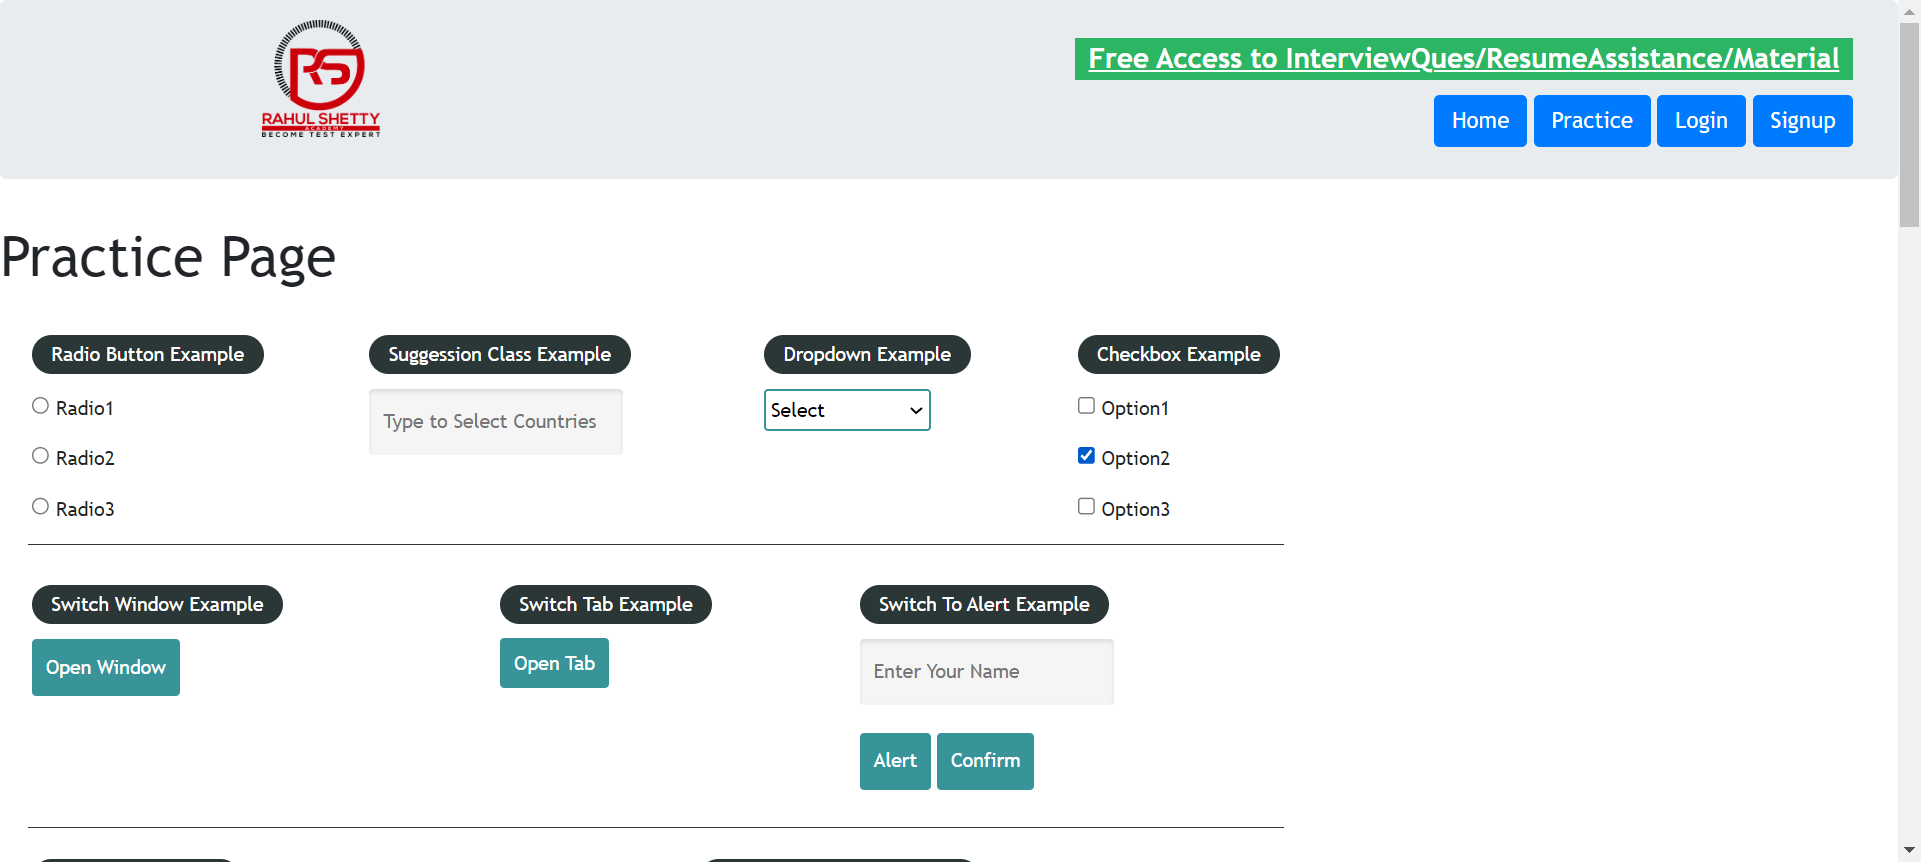 RAHUL SHETTY
ACADEMY
BECOME TEST EXPERT
Free Access to InterviewQues/ResumeAssistance/Material
Home Practice Login Signup
Practice Page
Radio Button Example
Radio1
Radio2
Radio3
Suggession Class Example
Type to Select Countries
Dropdown Example
Select
Checkbox Example
Option1
Option2
Option3
Switch Window Example
Open Window
Switch Tab Example
Open Tab
Switch To Alert Example
Enter Your Name
Alert Confirm